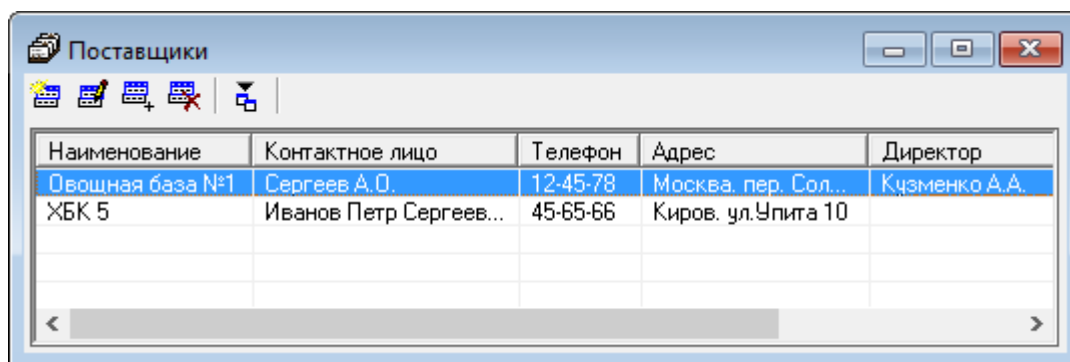 Поставщики
Наименование Контактное лицо Телефон Адрес Директор
Овощная база №1 Сергеев А.О. 12-45-78 Москва. пер. Сол... Кузменко А.А.
ХБК 5 Иванов Петр Сергеев... 45-65-66 Киров. ул.Упита 10